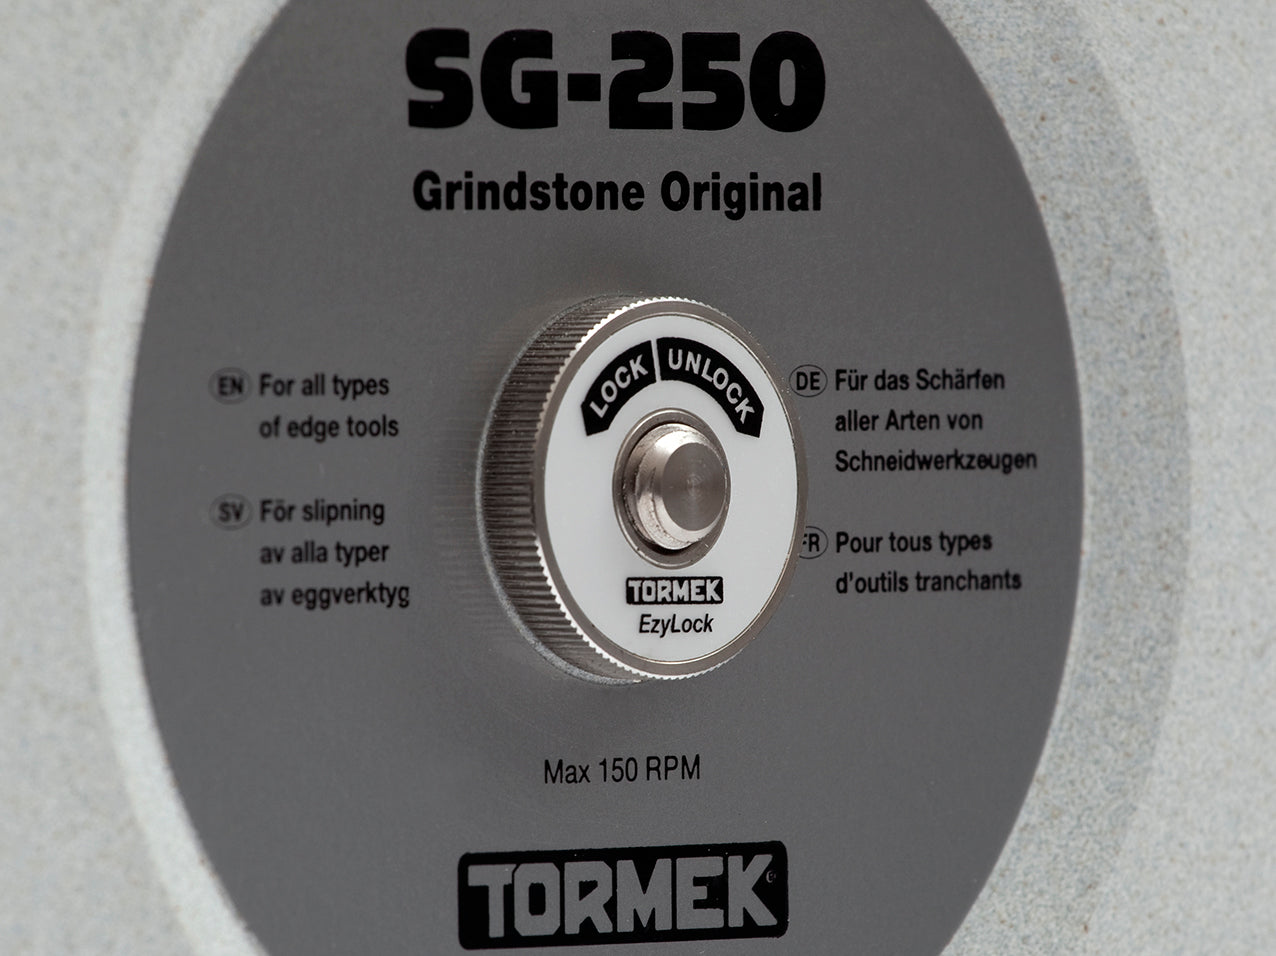 SG-250
Grindstone Original
EN For all types
of edge tools
SV För slipning
av alla typer
av eggverktyg
LOCK UNLOCK
TORMEK
EzyLock
DE Für das Schärfen
aller Arten von
Schneidwerkzeugen
FR Pour tous types
d'outils tranchants
Max 150 RPM
TORMEK®